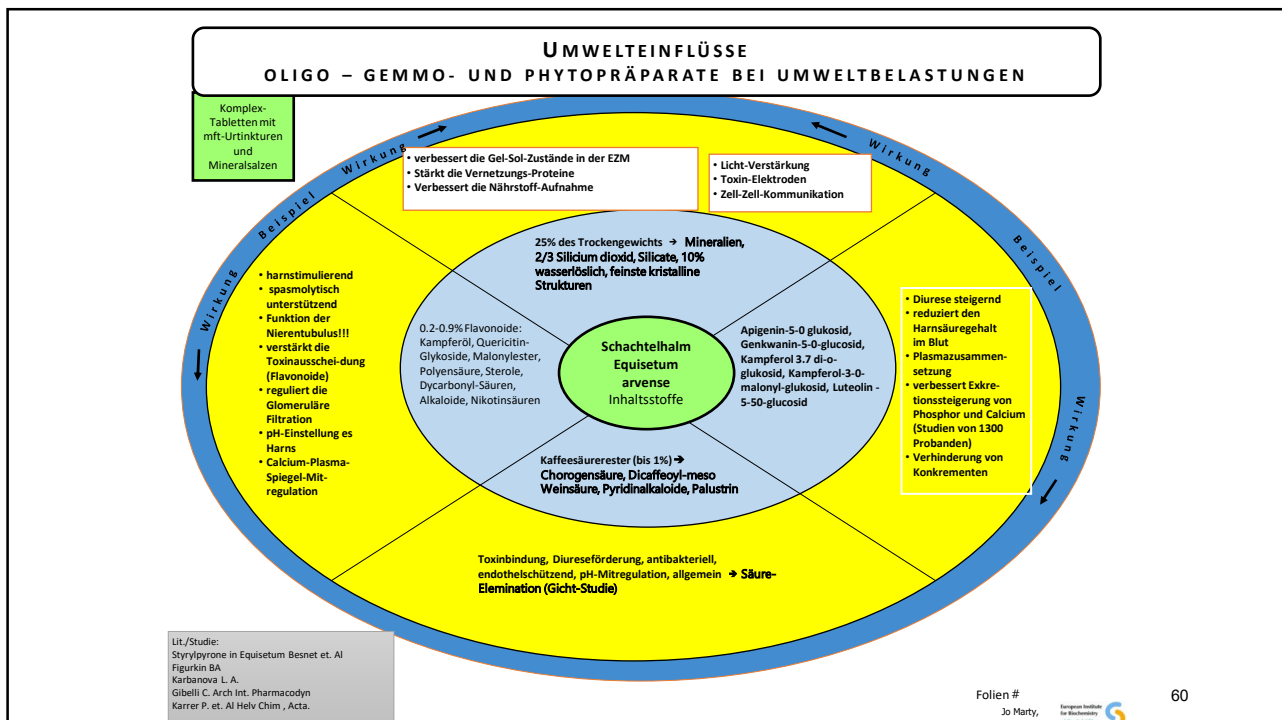 UMWELTEINFLÜSSE
OLIGO – GEMMO- UND PHYTOPRÄPARATE BEI UMWELTBELASTUNGEN
Komplex-
Tabletten mit
mft-Urtinkturen
und
Mineralsalzen
Wirkung Beispiel Wirkung
Wirkung Beispiel Wirkung
• verbessert die Gel-Sol-Zustände in der EZM
• Stärkt die Vernetzungs-Proteine
• Verbessert die Nährstoff-Aufnahme
• Licht-Verstärkung
• Toxin-Elektroden
• Zell-Zell-Kommunikation
25% des Trockengewichts → Mineralien,
2/3 Silicium dioxid, Silicate, 10%
wasserlöslich, feinste kristalline
Strukturen
• harnstimulierend
• spasmolytisch
unterstützend
• Funktion der
Nierentubulus!!!
• verstärkt die
Toxinausschei-dung
(Flavonoide)
• reguliert die
Glomeruläre
Filtration
• pH-Einstellung es
Harns
• Calcium-Plasma-
Spiegel-Mit-
regulation
0.2-0.9% Flavonoide:
Kampferöl, Quericitin-
Glykoside, Malonylester,
Polyensäure, Sterole,
Dycarbonyl-Säuren,
Alkaloide, Nikotinsäuren
Schachtelhalm
Equisetum
arvense
Inhaltsstoffe
Apigenin-5-0 glukosid,
Genkwanin-5-0-glucosid,
Kampferol 3.7 di-o-
glukosid, Kampferol-3-0-
malonyl-glukosid, Luteolin -
5-50-glucosid
• Diurese steigernd
• reduziert den
Harnsäuregehalt
im Blut
• Plasmazusammen-
setzung
• verbessert Exkre-
tionssteigerung von
Phosphor und Calcium
(Studien von 1300
Probanden)
• Verhinderung von
Konkrementen
Kaffeesäurerester (bis 1%) →
Chorogensäure, Dicaffeoyl-meso
Weinsäure, Pyridinalkaloide, Palustrin
Toxinbindung, Diureseförderung, antibakteriell,
endothelschützend, pH-Mitregulation, allgemein → Säure-
Elemination (Gicht-Studie)
Lit./Studie:
Styrylpyrone in Equisetum Besnet et. Al
Figurkin BA
Karbanova L. A.
Gibelli C. Arch Int. Pharmacodyn
Karrer P. et. Al Helv Chim , Acta.
Folien #
Jo Marty,
European Institute
for Biochemistry
60